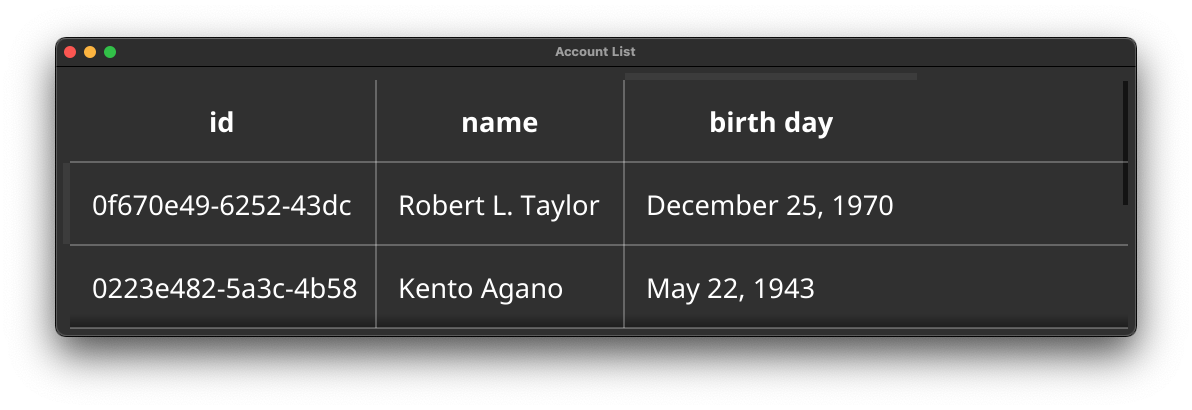 Account List
id name birth day
0f670e49-6252-43dc Robert L. Taylor December 25, 1970
0223e482-5a3c-4b58 Kento Agano May 22, 1943